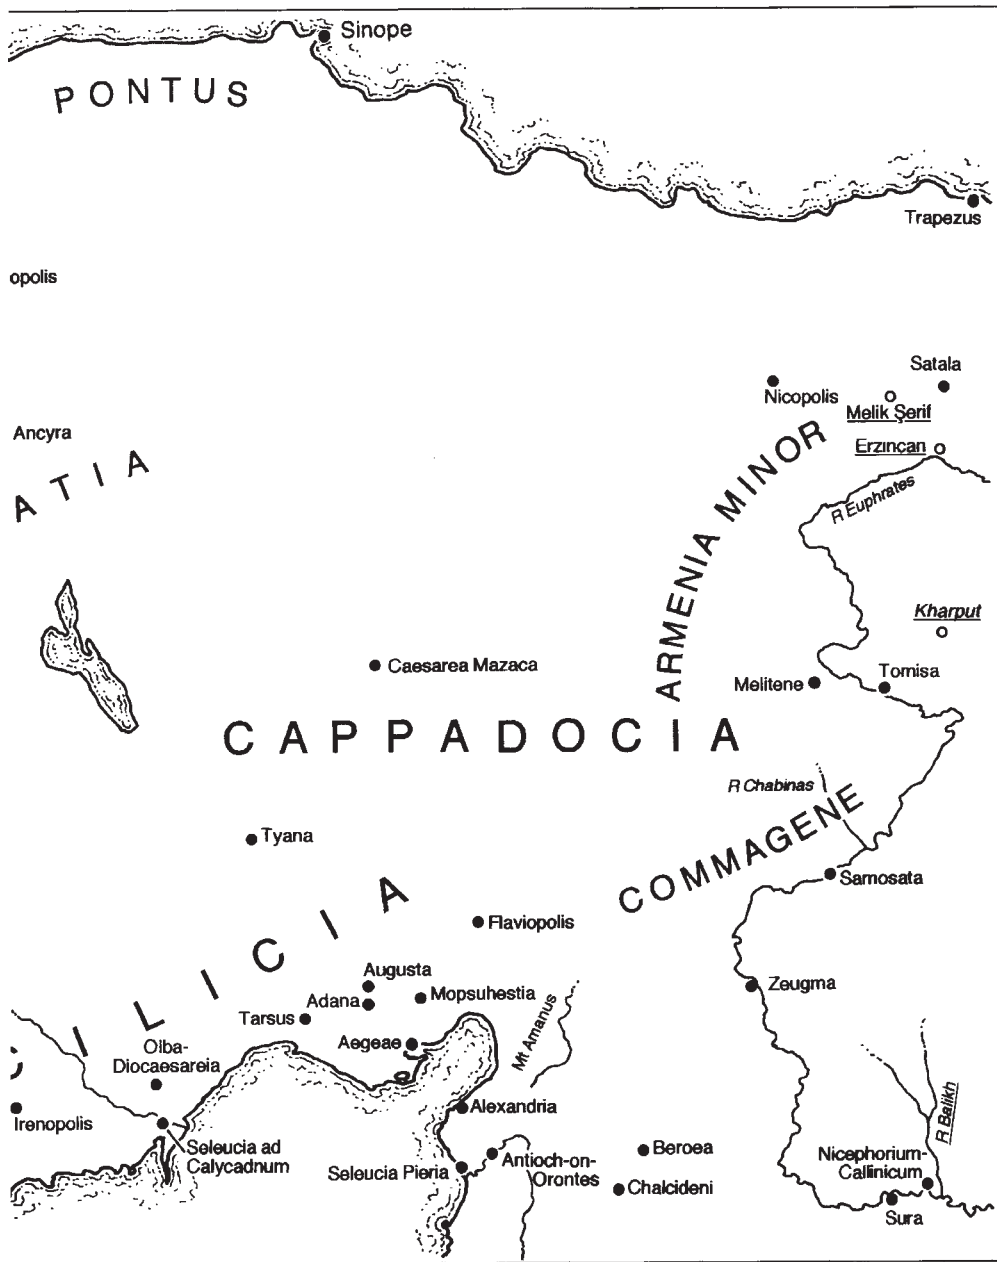 Sinope
PONTUS
Trapezus
opolis
Satala
Nicopolis
Melik Şerif
Ancyra
Erzıncan
ATIA
ARMENIA MINOR
R Euphrates
Kharput
Caesarea Mazaca
Tomisa
Melitene
CAPPADOCIA
R Chabinas
COMMAGENE
Tyana
Samosata
CILICIA
Flaviopolis
Augusta
Zeugma
Adana
Mopsuhestia
Tarsus
Mt Amanus
Aegeae
Olba-
Diocaesareia
Alexandria
Irenopolis
R Balikh
Seleucia ad
Calycadnum
Beroea
Seleucia Pieria
Antioch-on-
Orontes
Nicephorium-
Callinicum
Chalcideni
Sura